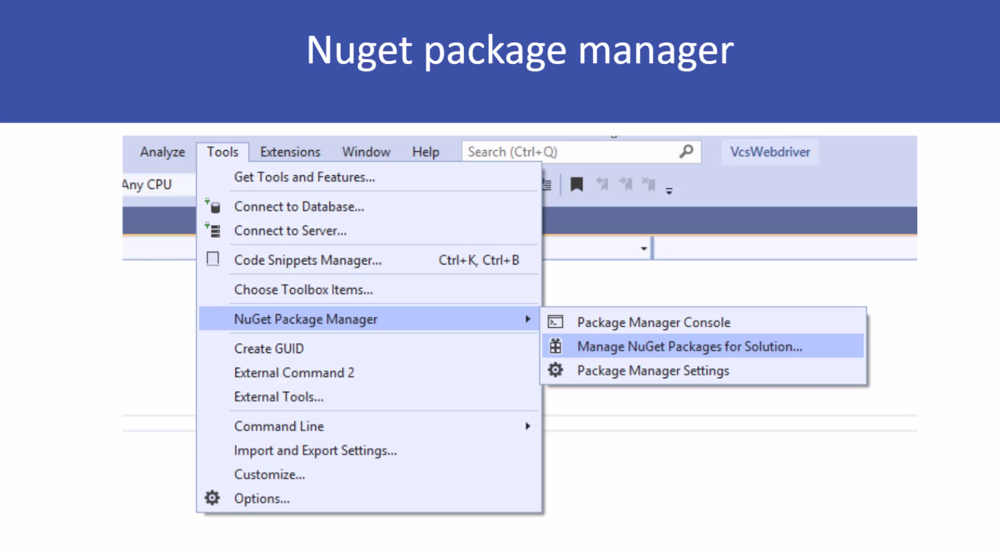 Nuget package manager
Analyze Tools Extensions Window Help Search (Ctrl+Q) VcsWebdriver
Any CPU
Get Tools and Features...
Connect to Database...
Connect to Server...
Code Snippets Manager... Ctrl+K, Ctrl+B
Choose Toolbox Items...
NuGet Package Manager
Package Manager Console
Manage NuGet Packages for Solution...
Package Manager Settings
Create GUID
External Command 2
External Tools...
Command Line
Import and Export Settings...
Customize...
Options...